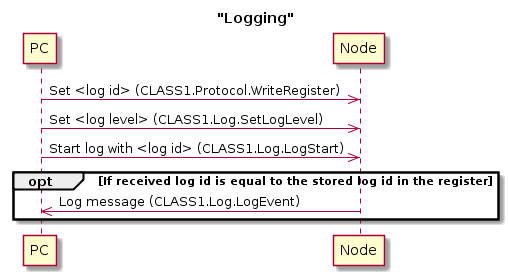 "Logging"
PC Node
Set <log id> (CLASS1.Protocol.WriteRegister)
Set <log level> (CLASS1.Log.SetLogLevel)
Start log with <log id> (CLASS1.Log.LogStart)
opt [If received log id is equal to the stored log id in the register]
Log message (CLASS1.Log.LogEvent)
PC Node